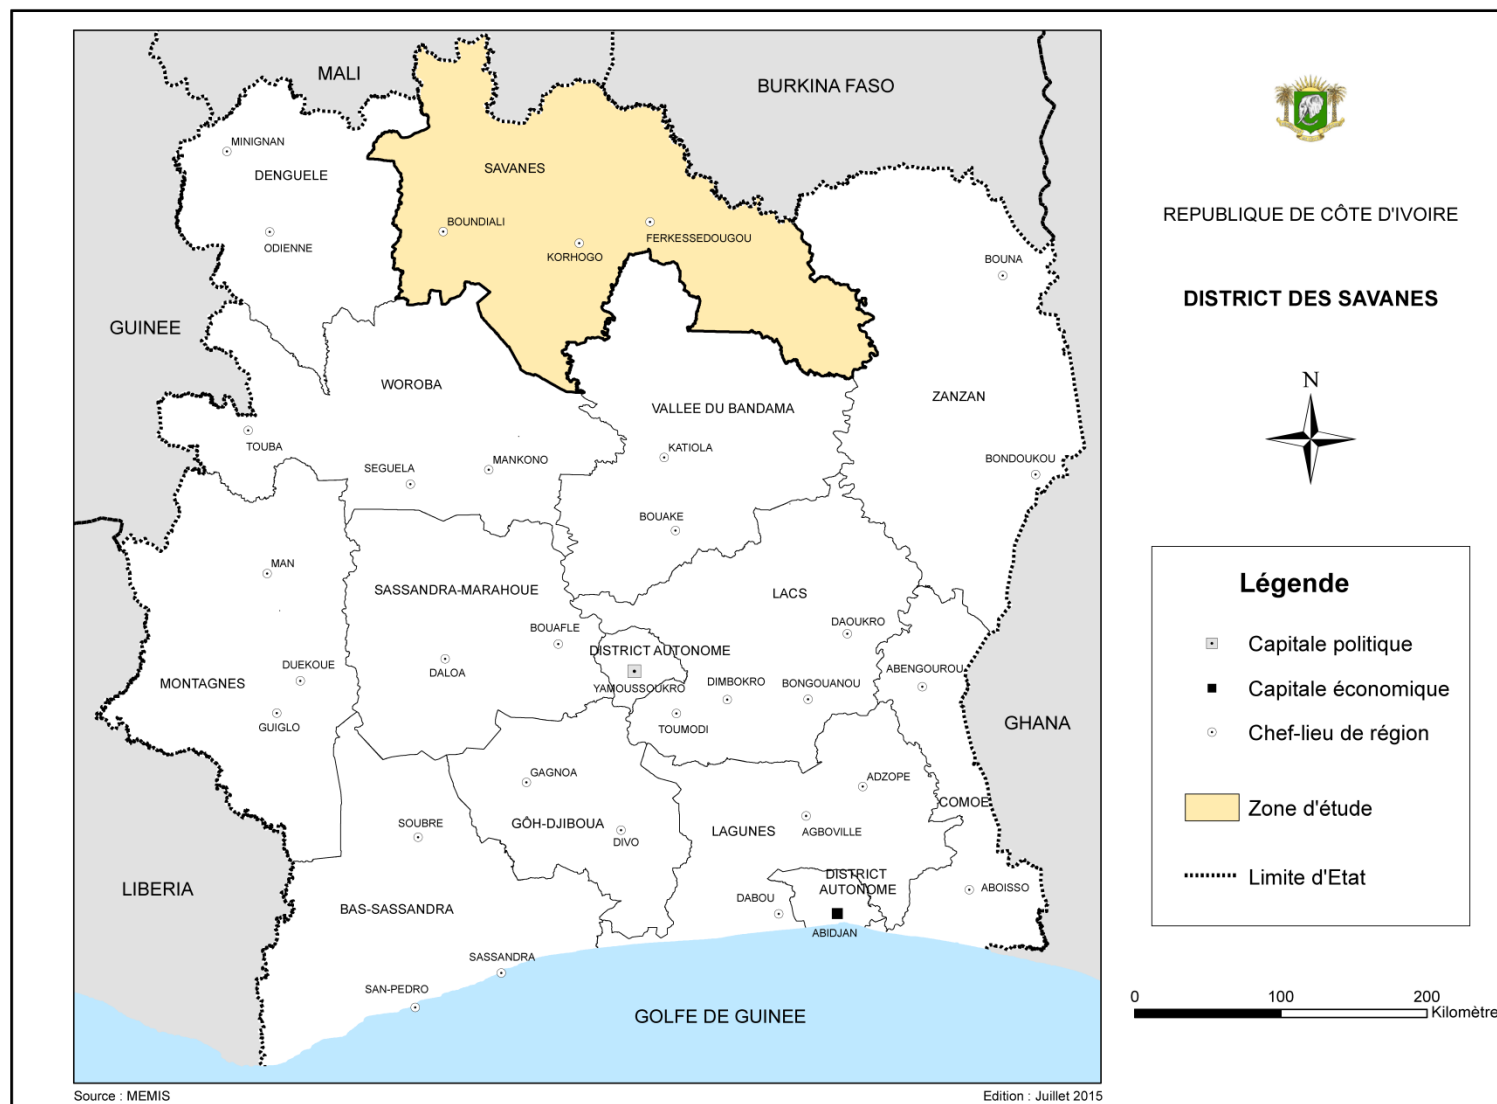 MALI
BURKINA FASO
MINIGNAN
DENGUELE
SAVANES
ODIENNE
BOUNDIALI
KORHOGO
FERKESSEDOUGOU
BOUNA
GUINEE
WOROBA
VALLEE DU BANDAMA
ZANZAN
TOUBA
SEGUELA
MANKONO
KATIOLA
BONDOUKOU
BOUAKE
MAN
SASSANDRA-MARAHOUE
LACS
BOUAFLE
DAOUKRO
DISTRICT AUTONOME
YAMOUSSOUKRO
DUEKOUE
MONTAGNES
DALOA
DIMBOKRO
BONGOUANOU
ABENGOUROU
GUIGLO
TOUMODI
GHANA
GAGNOA
ADZOPE
COMOE
SOUBRE
GÔH-DJIBOUA
DIVO
LAGUNES
AGBOVILLE
LIBERIA
BAS-SASSANDRA
DABOU
DISTRICT
AUTONOME
ABIDJAN
ABOISSO
SASSANDRA
SAN-PEDRO
GOLFE DE GUINEE
Source : MEMIS
Edition : Juillet 2015
REPUBLIQUE DE CÔTE D'IVOIRE
DISTRICT DES SAVANES
N
Légende
Capitale politique
Capitale économique
Chef-lieu de région
Zone d'étude
Limite d'Etat
0 100 200
Kilomètre